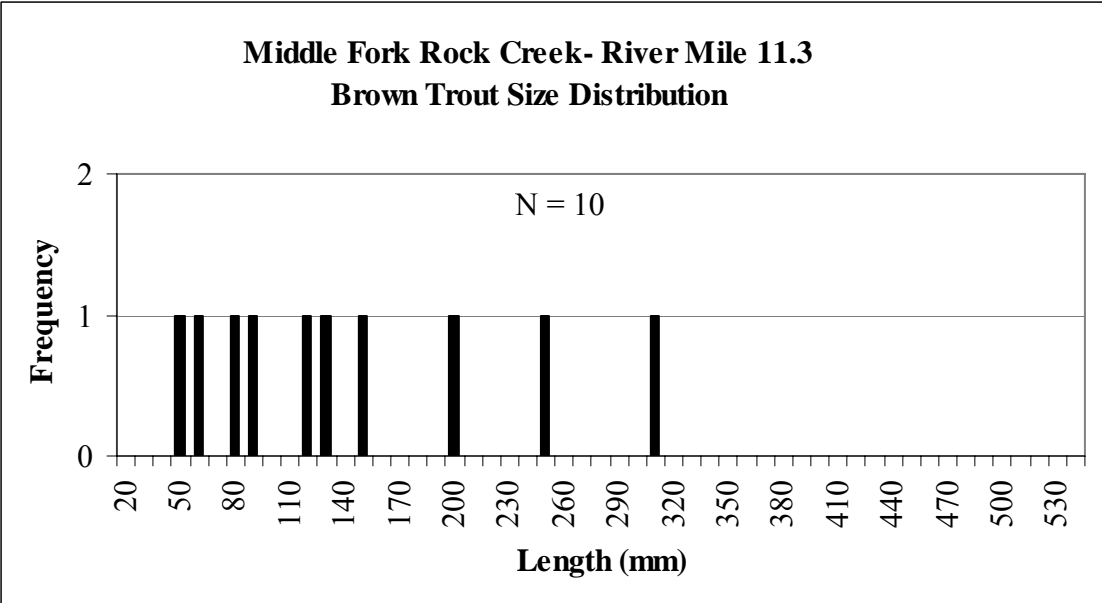 Middle Fork Rock Creek- River Mile 11.3
Brown Trout Size Distribution
N = 10
Frequency
2
1
0
20 50 80 110 140 170 200 230 260 290 320 350 380 410 440 470 500 530
Length (mm)